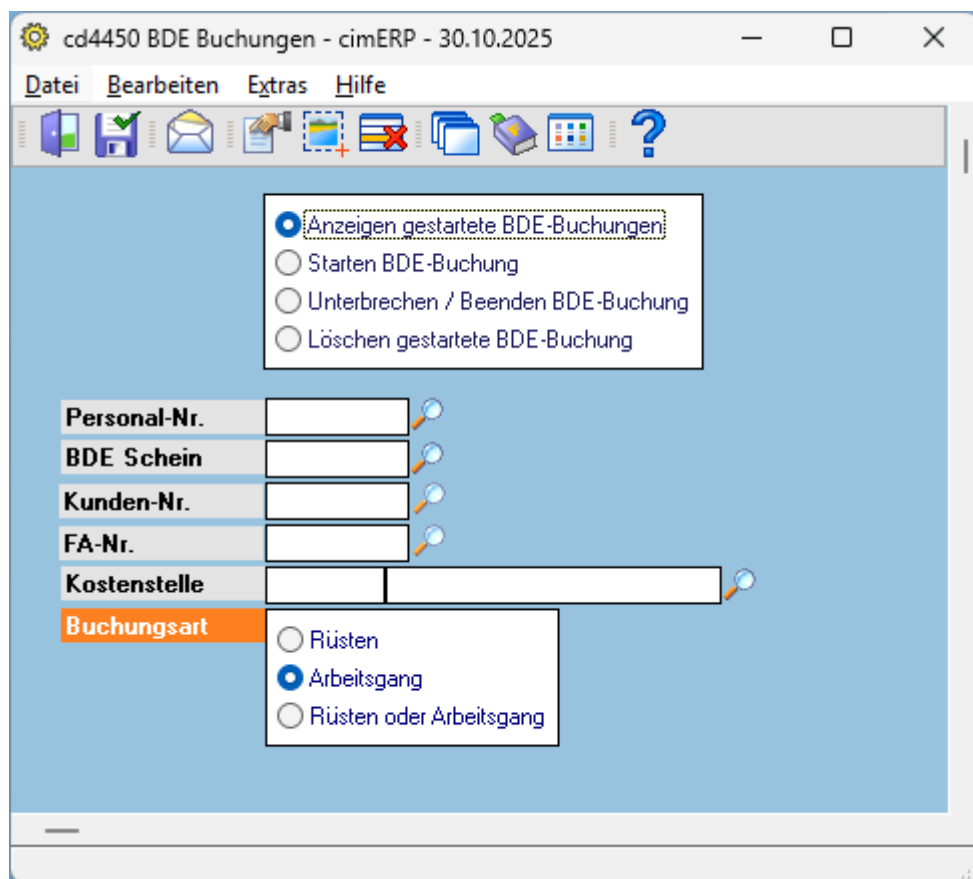 cd4450 BDE Buchungen - cimERP - 30.10.2025
Datei Bearbeiten Extras Hilfe
Anzeigen gestartete BDE-Buchungen
Starten BDE-Buchung
Unterbrechen / Beenden BDE-Buchung
Löschen gestartete BDE-Buchung
Personal-Nr.
BDE Schein
Kunden-Nr.
FA-Nr.
Kostenstelle
Buchungsart
Rüsten
Arbeitsgang
Rüsten oder Arbeitsgang